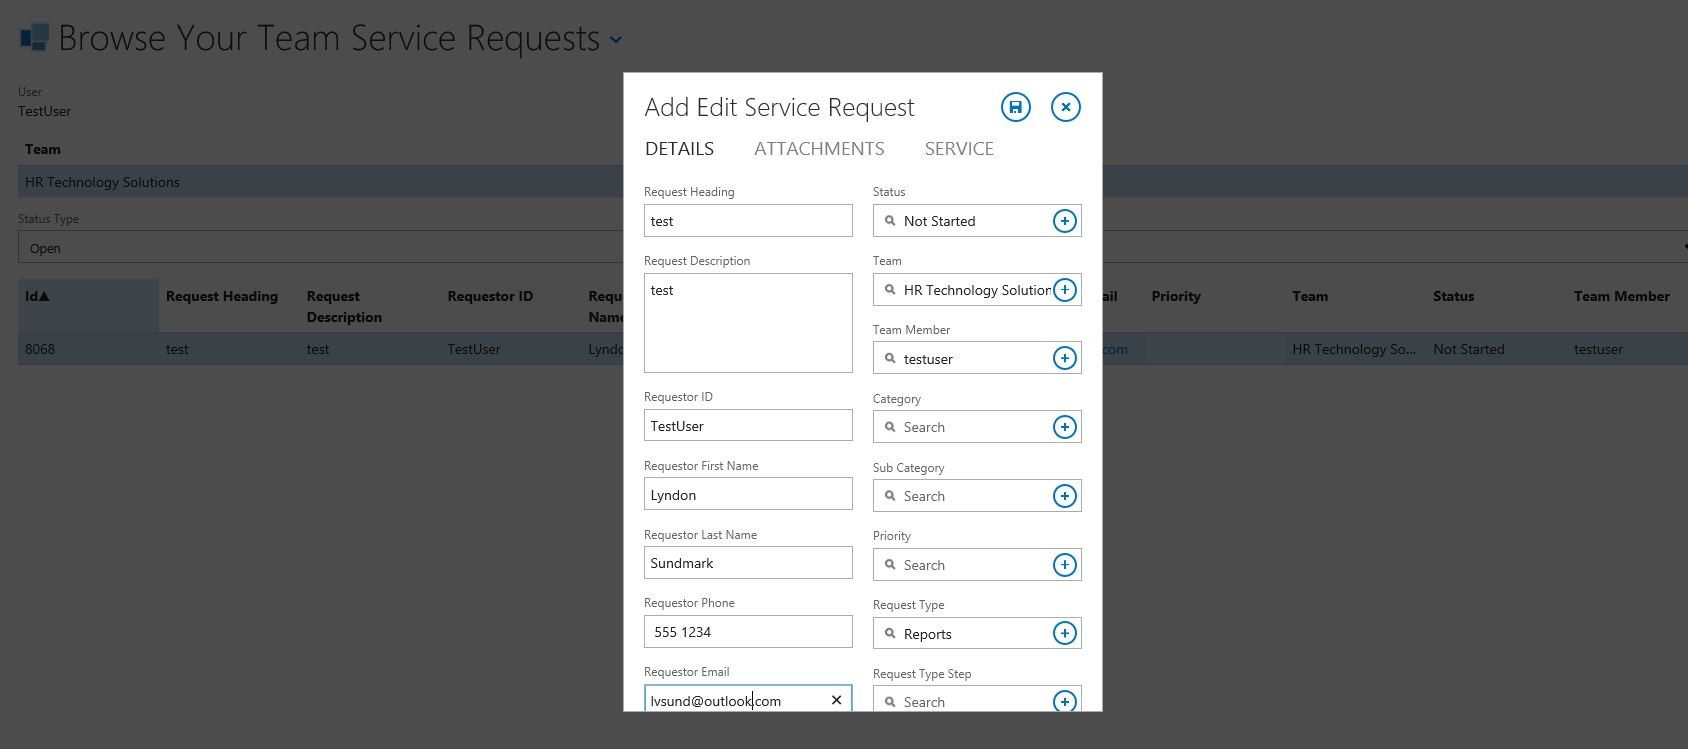 Browse Your Team Service Requests
User
TestUser
Team
HR Technology Solutions
Status Type
Open
Id▲ Request Heading Request Description Requestor ID ail Priority Team Status Team Member
8068 test test TestUser com HR Technology So... Not Started testuser
Add Edit Service Request
DETAILS ATTACHMENTS SERVICE
Request Heading
test
Request Description
test
Requestor ID
TestUser
Requestor First Name
Lyndon
Requestor Last Name
Sundmark
Requestor Phone
555 1234
Requestor Email
lvsund@outlook.com
Status
Not Started
Team
HR Technology Solution
Team Member
testuser
Category
Search
Sub Category
Search
Priority
Search
Request Type
Reports
Request Type Step
Search